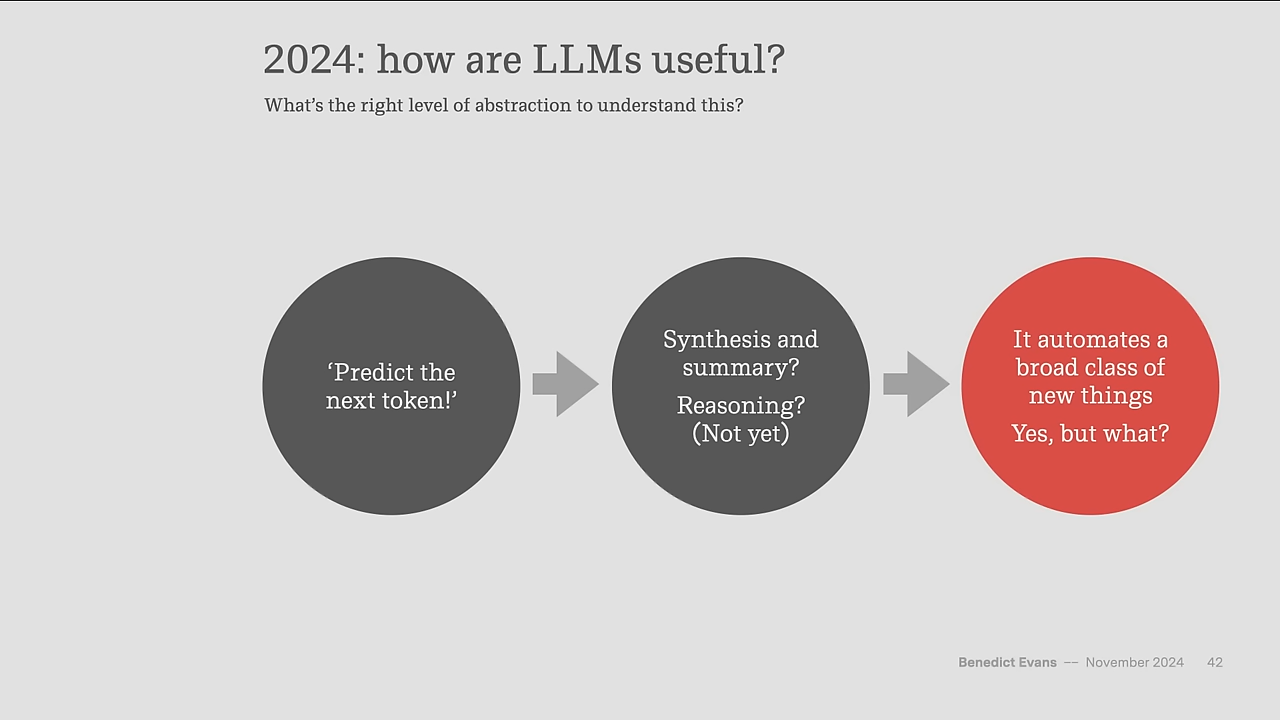 2024: how are LLMs useful?
What’s the right level of abstraction to understand this?
‘Predict the
next token!’
Synthesis and
summary?
Reasoning?
(Not yet)
It automates a
broad class of
new things
Yes, but what?
Benedict Evans –– November 2024 42